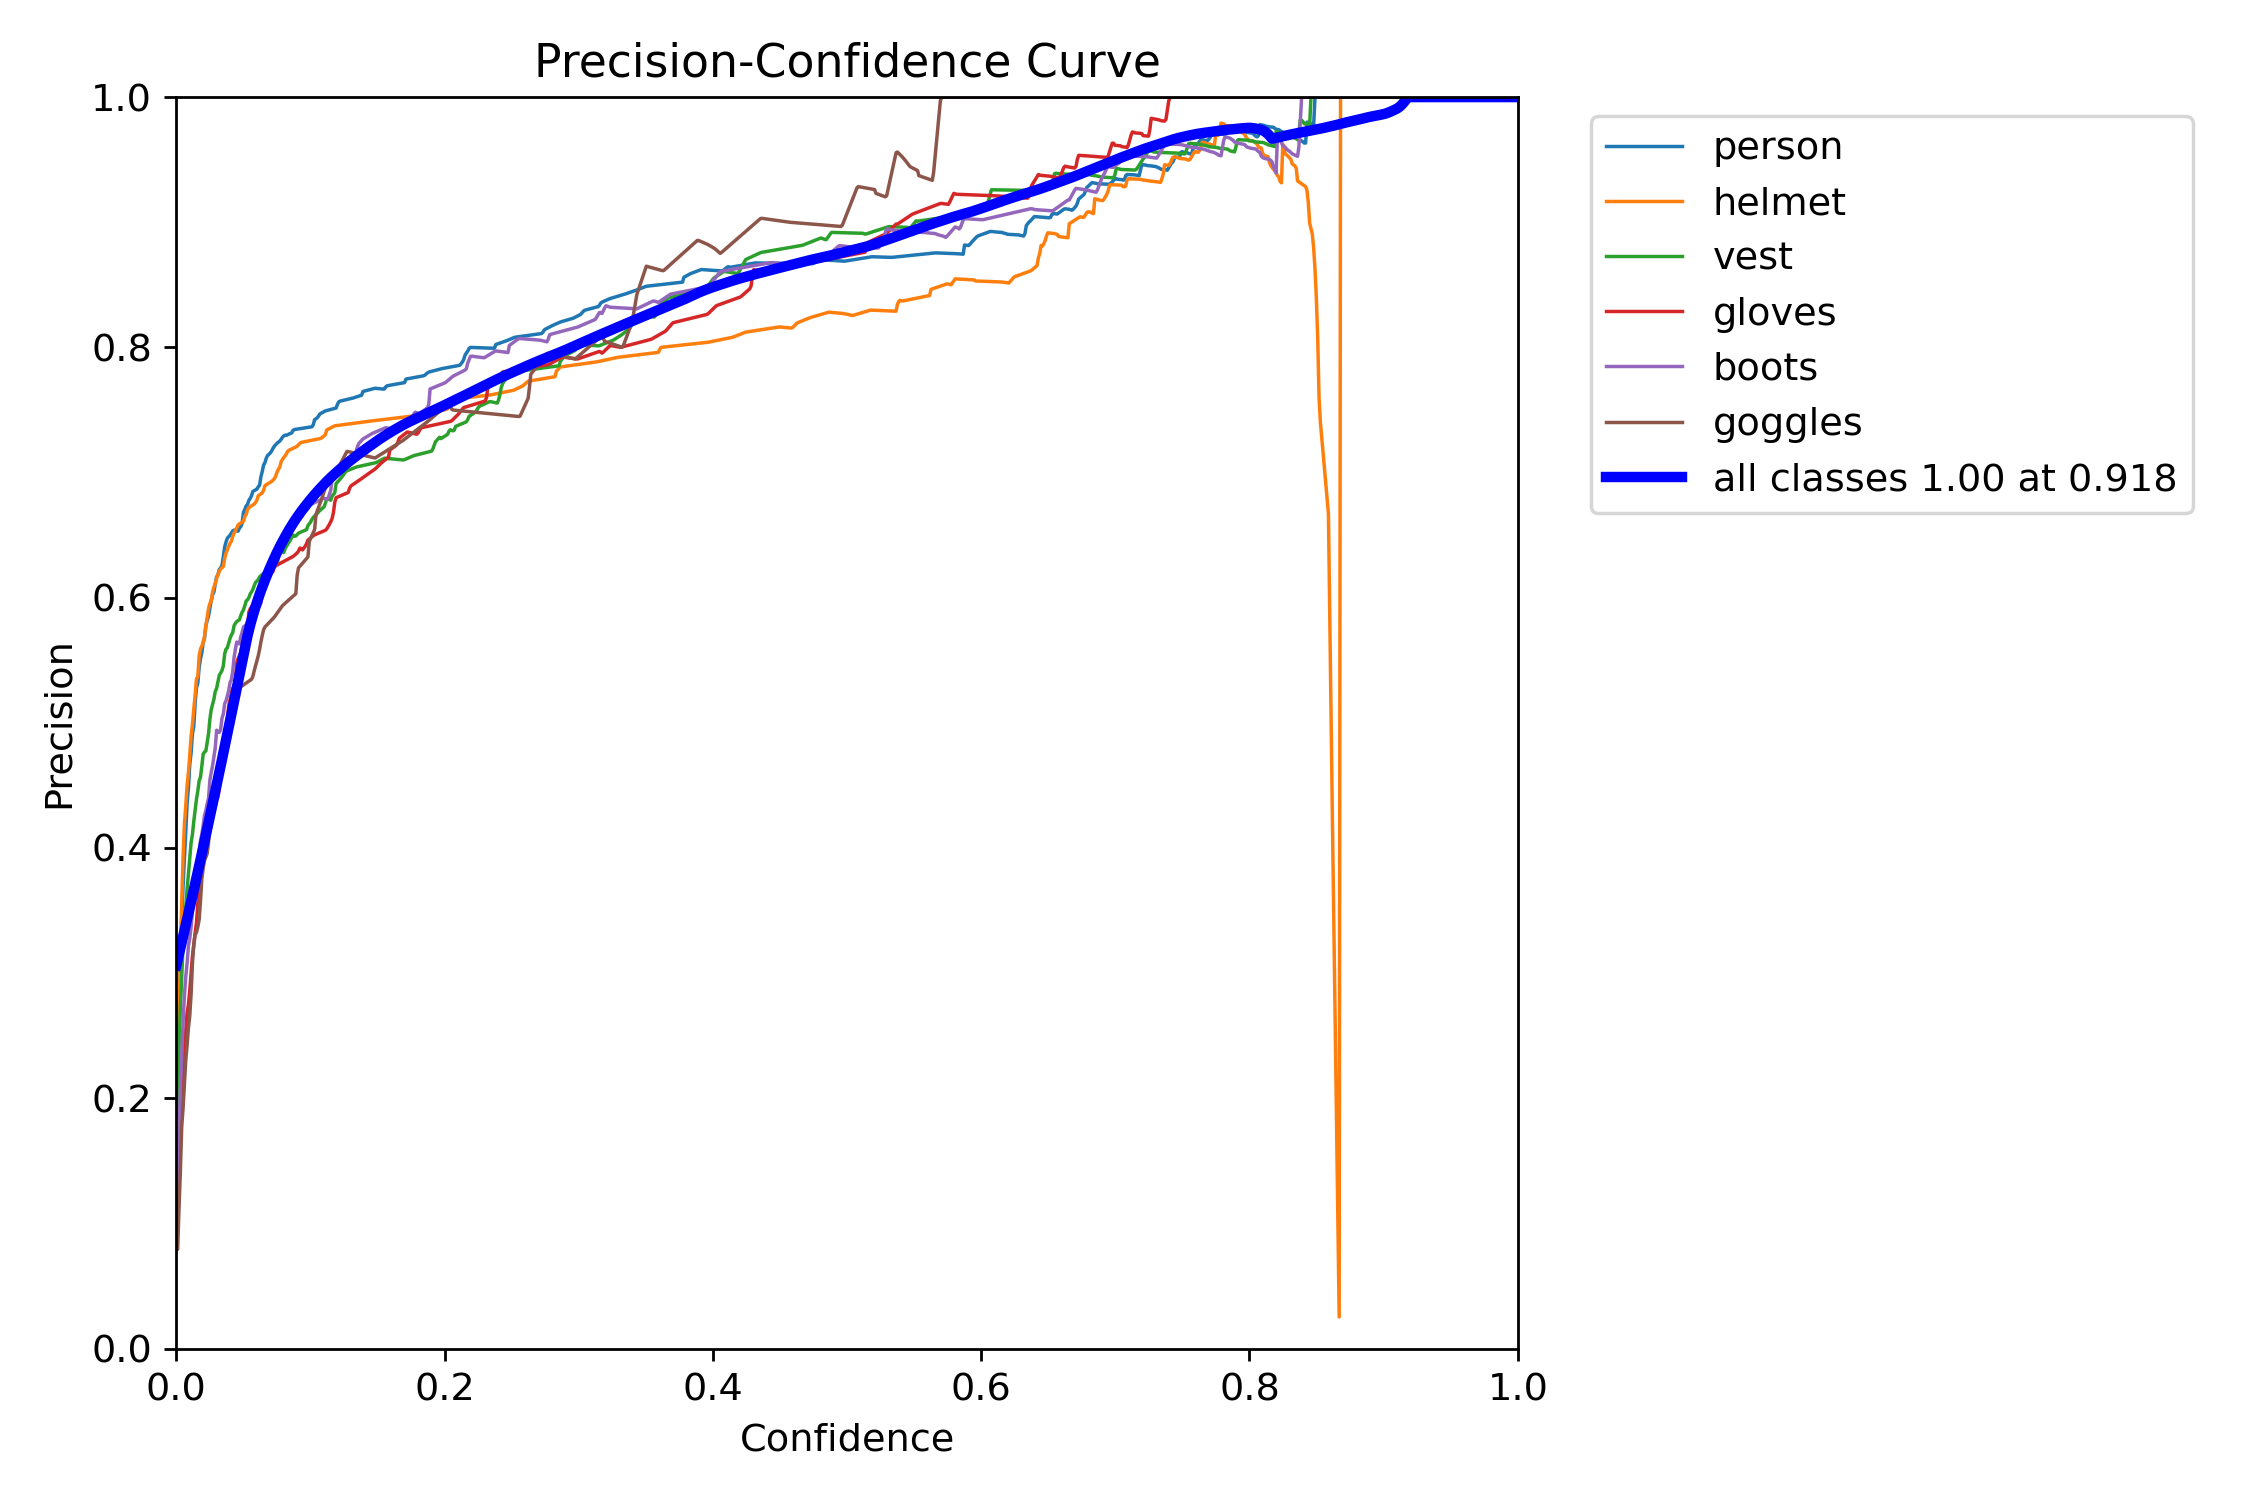 Precision-Confidence Curve
1.0
0.8
0.6
0.4
0.2
0.0
Precision
0.0 0.2 0.4 0.6 0.8 1.0
Confidence
person
helmet
vest
gloves
boots
goggles
all classes 1.00 at 0.918